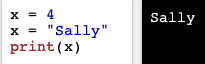 x = 4
x = "Sally"
print(x)
Sally